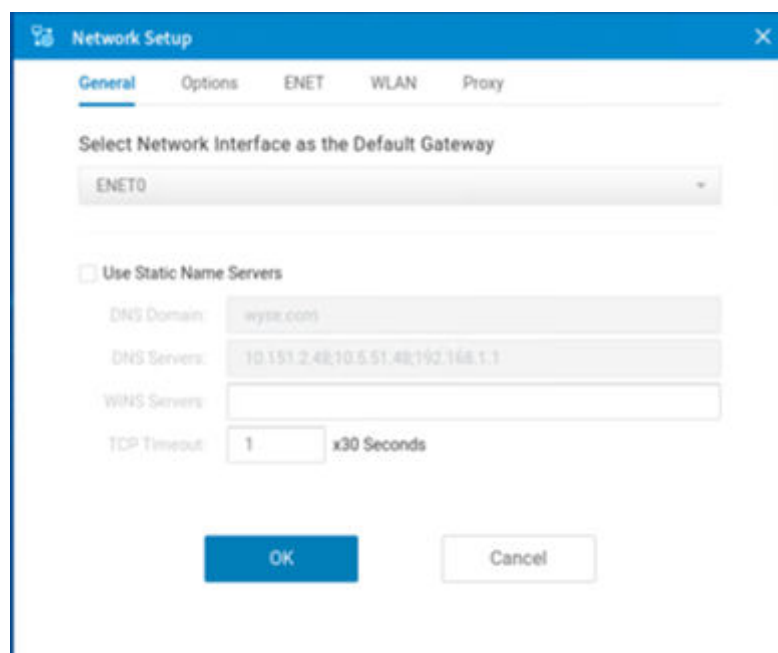 Network Setup
General Options ENET WLAN Proxy
Select Network Interface as the Default Gateway
ENET0
Use Static Name Servers
DNS Domain: wyse.com
DNS Servers: 10.151.2.48;10.5.51.48;192.168.1.1
WINS Servers:
TCP Timeout: 1 x30 Seconds
OK Cancel